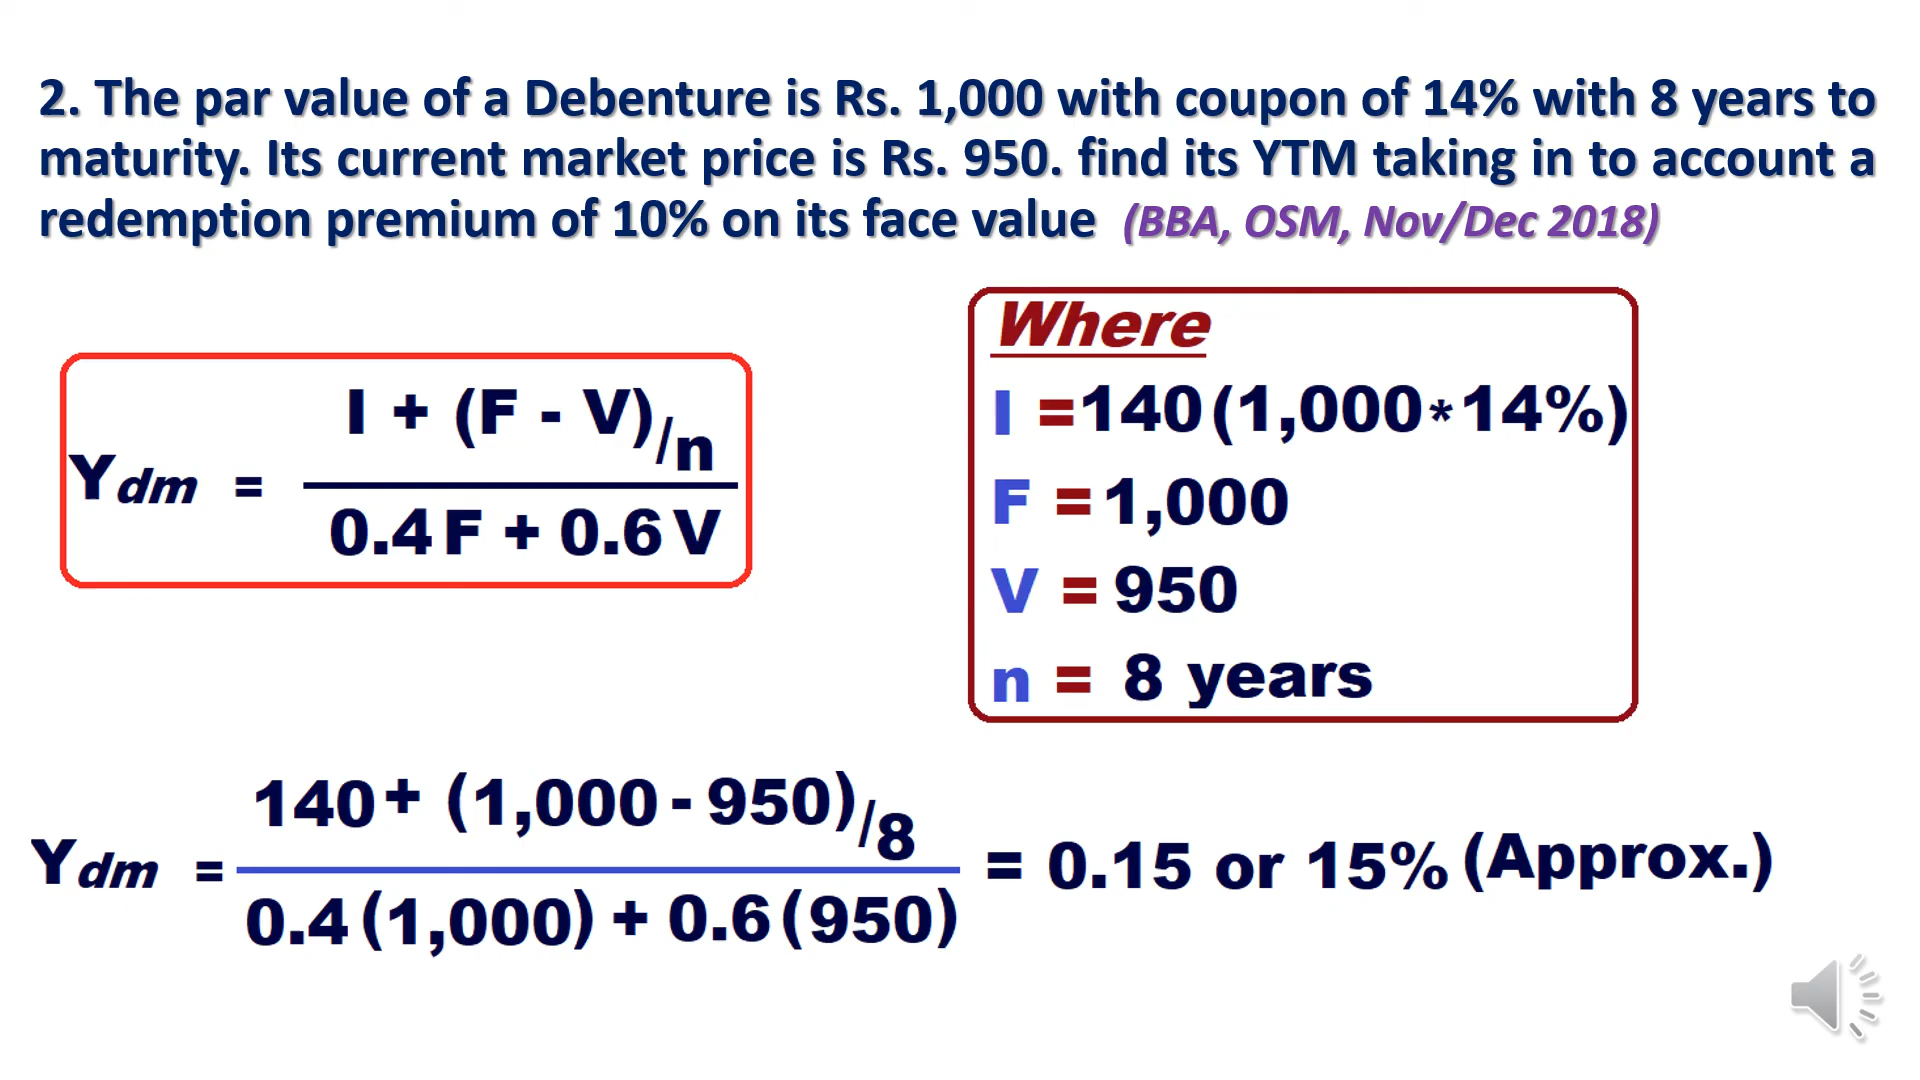 2. The par value of a Debenture is Rs. 1,000 with coupon of 14% with 8 years to
maturity. Its current market price is Rs. 950. find its YTM taking in to account a
redemption premium of 10% on its face value (BBA, OSM, Nov/Dec 2018)
Where
I + (F - V)/n
Ydm =
0.4 F + 0.6 V
I =140(1,000*14%)
F =1,000
V =950
n = 8 years
140+ (1,000-950)/8
Ydm = = 0.15 or 15% (Approx.)
0.4(1,000) + 0.6(950)